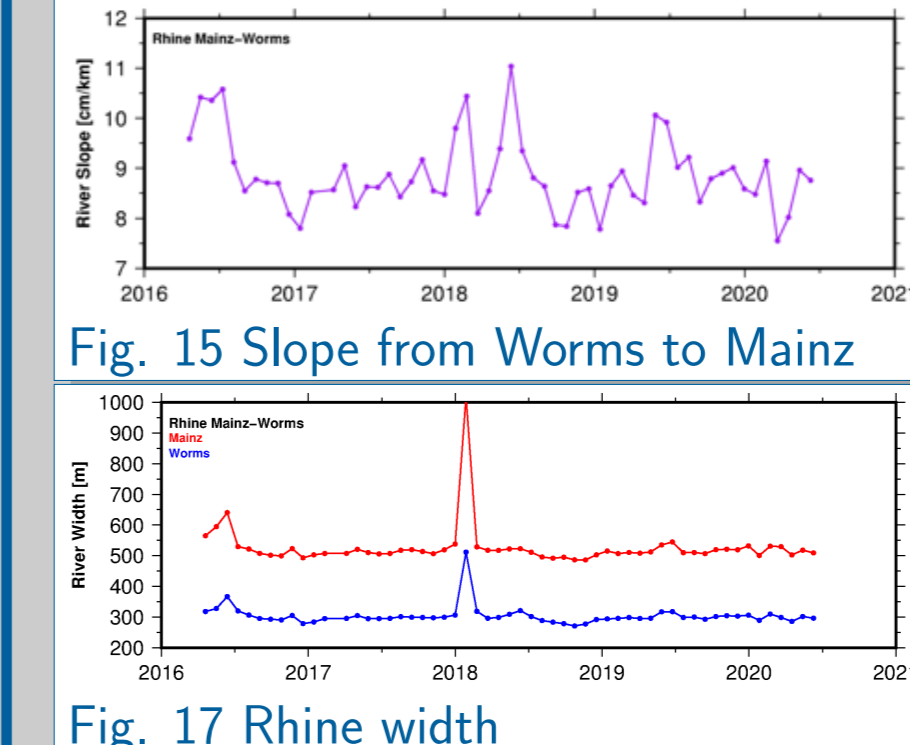 12
Rhine Mainz–Worms
11
10
9
8
7
River Slope [cm/km]
2016 2017 2018 2019 2020 202
Fig. 15 Slope from Worms to Mainz
1000
Rhine Mainz–Worms
900
Mainz
Worms
800
700
600
500
400
300
200
River Width [m]
2016 2017 2018 2019 2020 202
Fig. 17 Rhine width